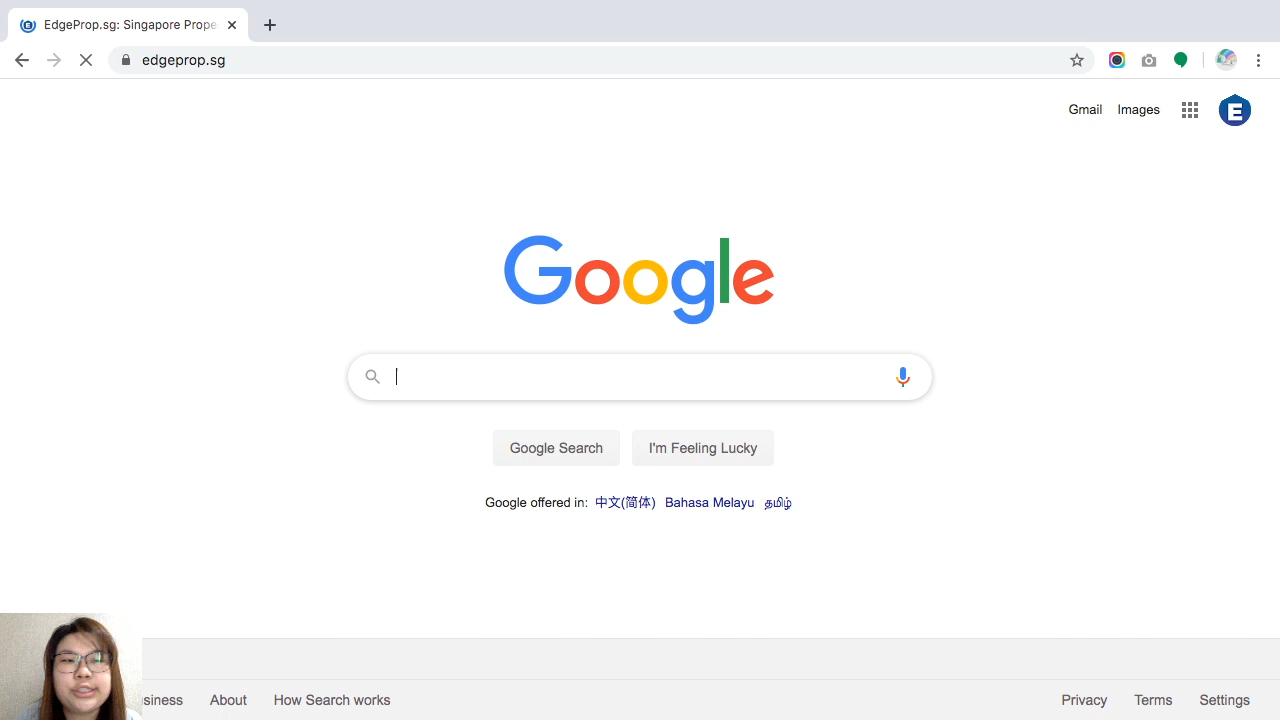 EdgeProp.sg: Singapore Prope
edgeprop.sg
Gmail Images
E
Google
Google Search I'm Feeling Lucky
Google offered in: 中文(简体) Bahasa Melayu தமிழ்
siness About How Search works Privacy Terms Settings